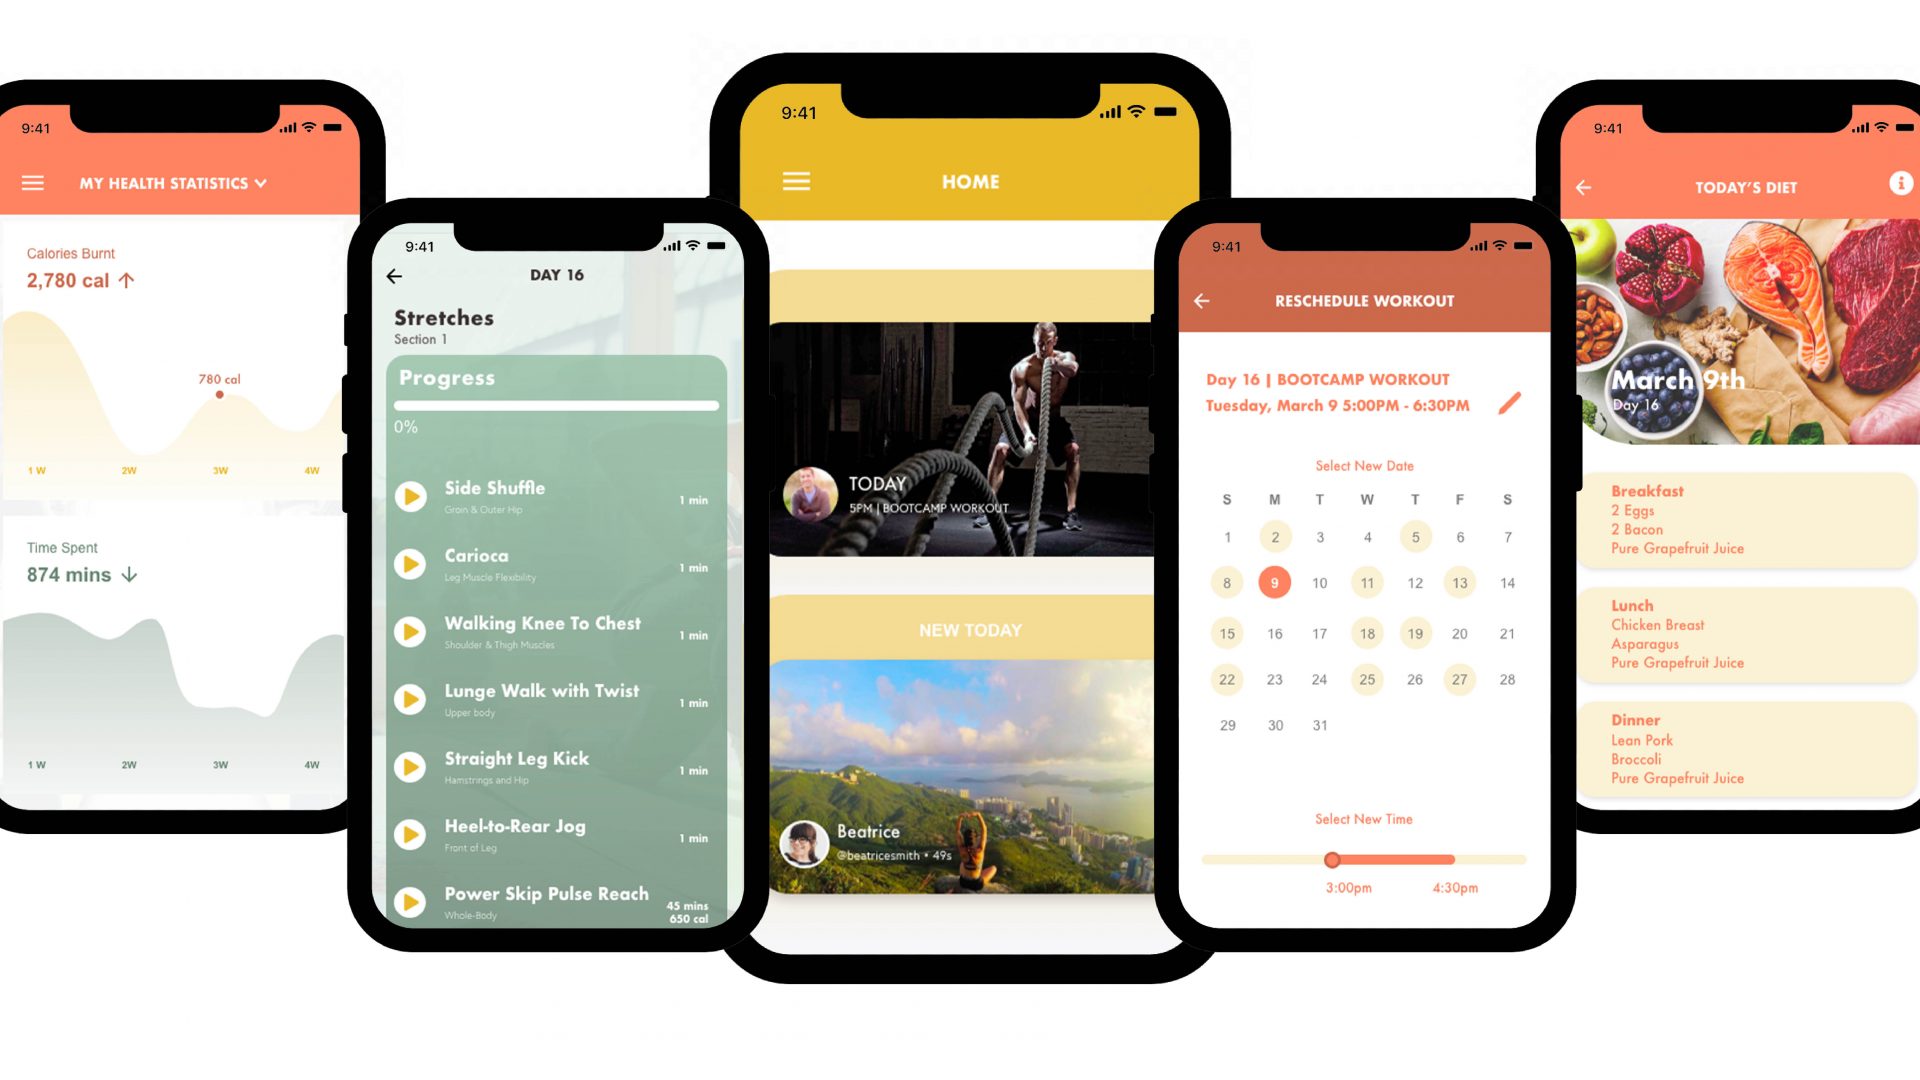 9:41
MY HEALTH STATISTICS
Calories Burnt
2,780 cal
780 cal
1 W 2W 3W 4W
Time Spent
874 mins
1 W 2W 3W 4W
9:41
DAY 16
Stretches
Section 1
Progress
0%
Side Shuffle
Groin & Outer Hip
1 min
Carioca
Leg Muscle Flexibility
1 min
Walking Knee To Chest
Shoulder & Thigh Muscles
1 min
Lunge Walk with Twist
Upper body
1 min
Straight Leg Kick
Hamstrings and Hip
1 min
Heel-to-Rear Jog
Front of Leg
1 min
Power Skip Pulse Reach
Whole-Body
45 mins
650 cal
9:41
HOME
TODAY
5PM | BOOTCAMP WORKOUT
NEW TODAY
Beatrice
@beatricesmith • 49s
9:41
RESCHEDULE WORKOUT
Day 16 | BOOTCAMP WORKOUT
Tuesday, March 9 5:00PM - 6:30PM
Select New Date
S M T W T F S
1 2 3 4 5 6 7
8 9 10 11 12 13 14
15 16 17 18 19 20 21
22 23 24 25 26 27 28
29 30 31
Select New Time
3:00pm 4:30pm
9:41
TODAY'S DIET
i
March 9th
Day 16
Breakfast
2 Eggs
2 Bacon
Pure Grapefruit Juice
Lunch
Chicken Breast
Asparagus
Pure Grapefruit Juice
Dinner
Lean Pork
Broccoli
Pure Grapefruit Juice